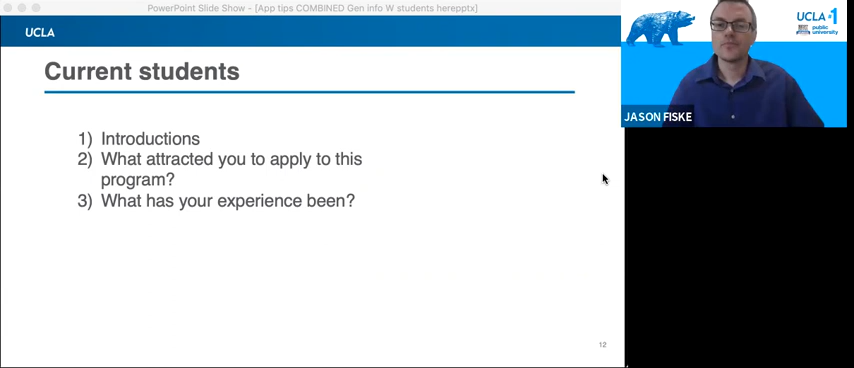 PowerPoint Slide Show - [App tips COMBINED Gen info W students herepptx]
UCLA
Current students
1) Introductions
2) What attracted you to apply to this
program?
3) What has your experience been?
12
UCLA #1
public
university
JASON FISKE